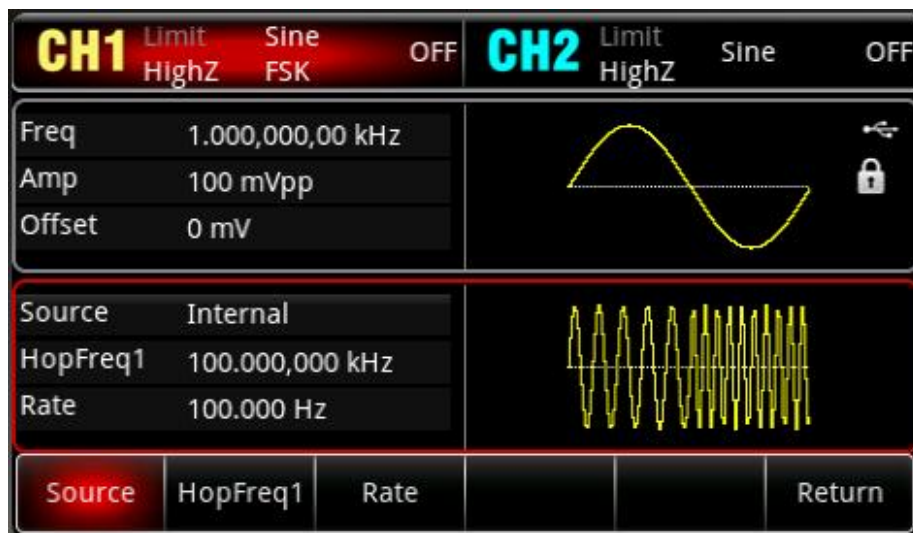 CH1 Limit Sine OFF CH2 Limit Sine OFF
HighZ FSK HighZ
Freq 1.000,000,00 kHz
Amp 100 mVpp
Offset 0 mV
Source Internal
HopFreq1 100.000,000 kHz
Rate 100.000 Hz
Source HopFreq1 Rate Return